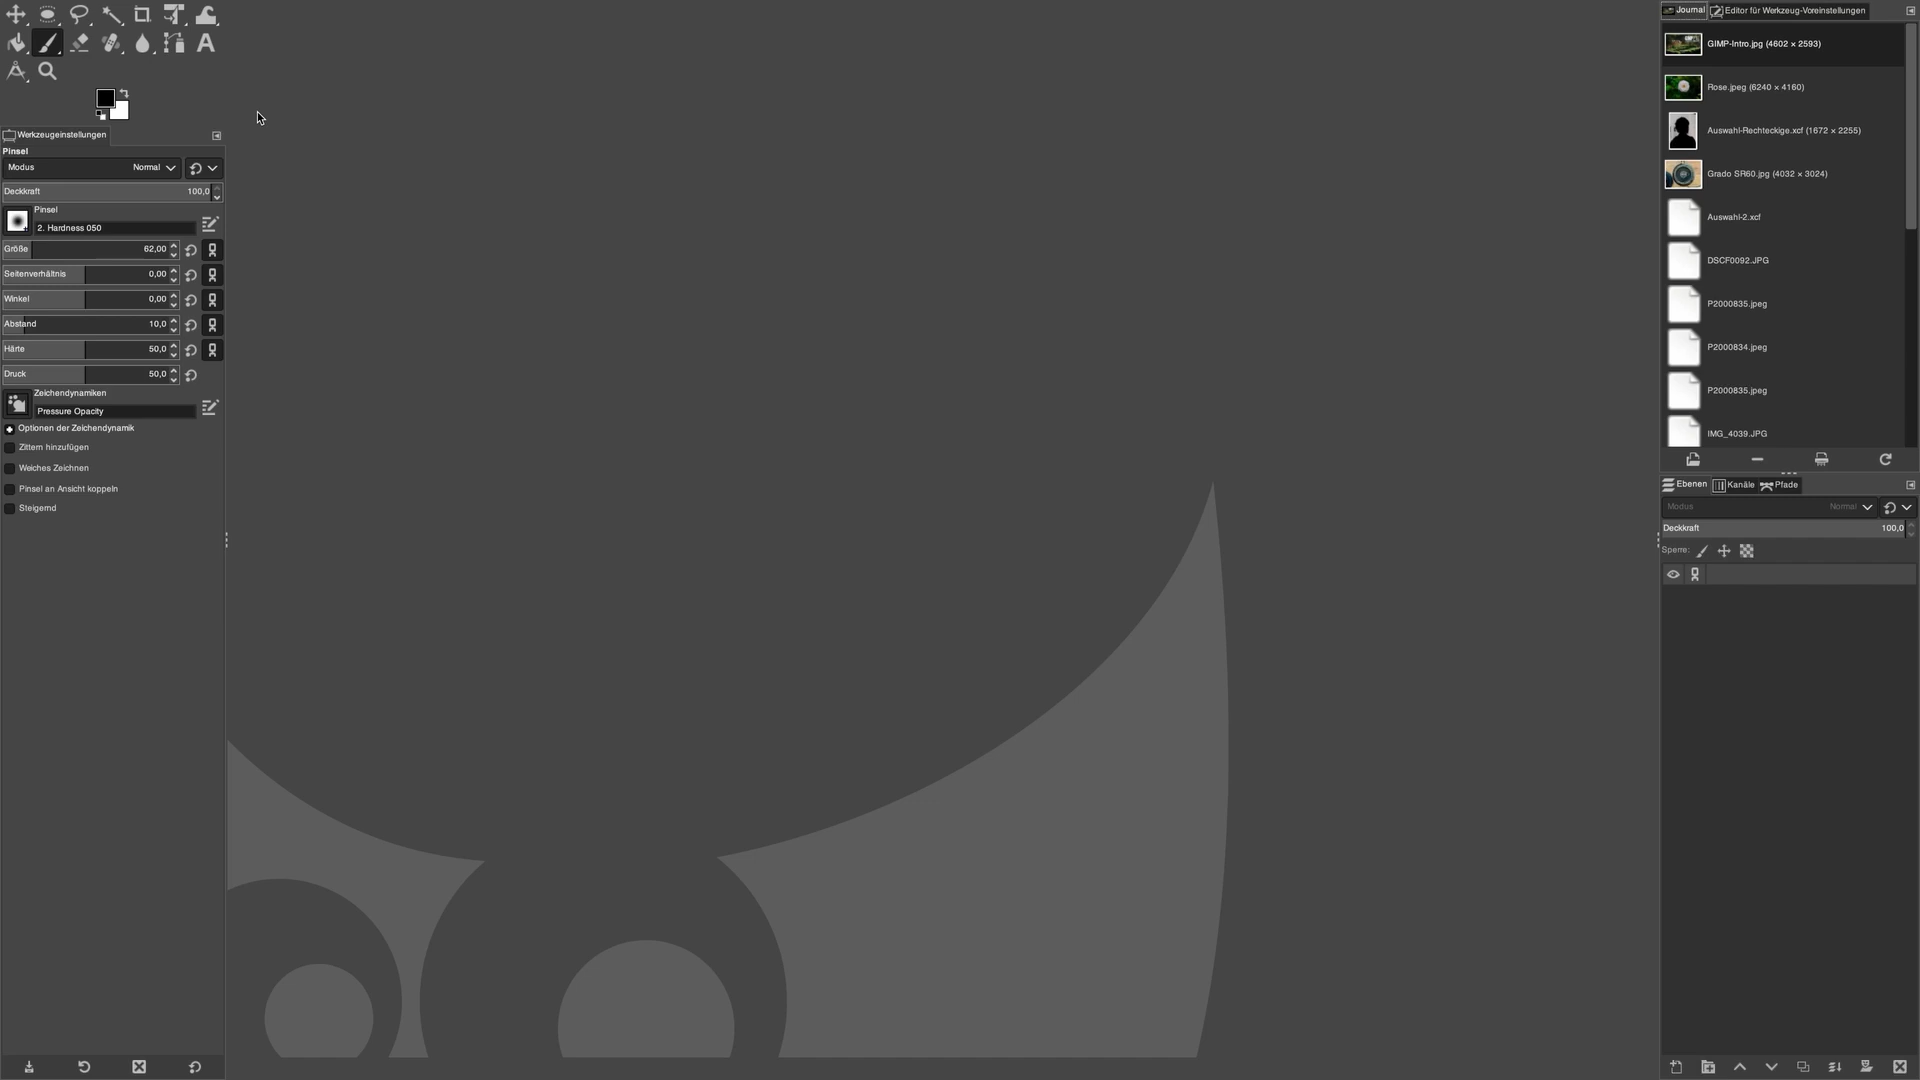 Werkzeugeinstellungen
Pinsel
Modus Normal
Deckkraft 100,0
Pinsel
2. Hardness 050
Größe 62,00
Seitenverhältnis 0,00
Winkel 0,00
Abstand 10,0
Härte 50,0
Druck 50,0
Zeichendynamiken
Pressure Opacity
Optionen der Zeichendynamik
Zittern hinzufügen
Weiches Zeichnen
Pinsel an Ansicht koppeln
Steigernd
Journal Editor für Werkzeug-Voreinstellungen
GIMP-Intro.jpg (4602 × 2593)
Rose.jpeg (6240 × 4160)
Auswahl-Rechteckige.xcf (1672 × 2255)
Grado SR60.jpg (4032 × 3024)
Auswahl-2.xcf
DSCF0092.JPG
P2000835.jpeg
P2000834.jpeg
P2000835.jpeg
IMG_4039.JPG
Ebenen Kanäle Pfade
Modus Normal
Deckkraft 100,0
Sperre: